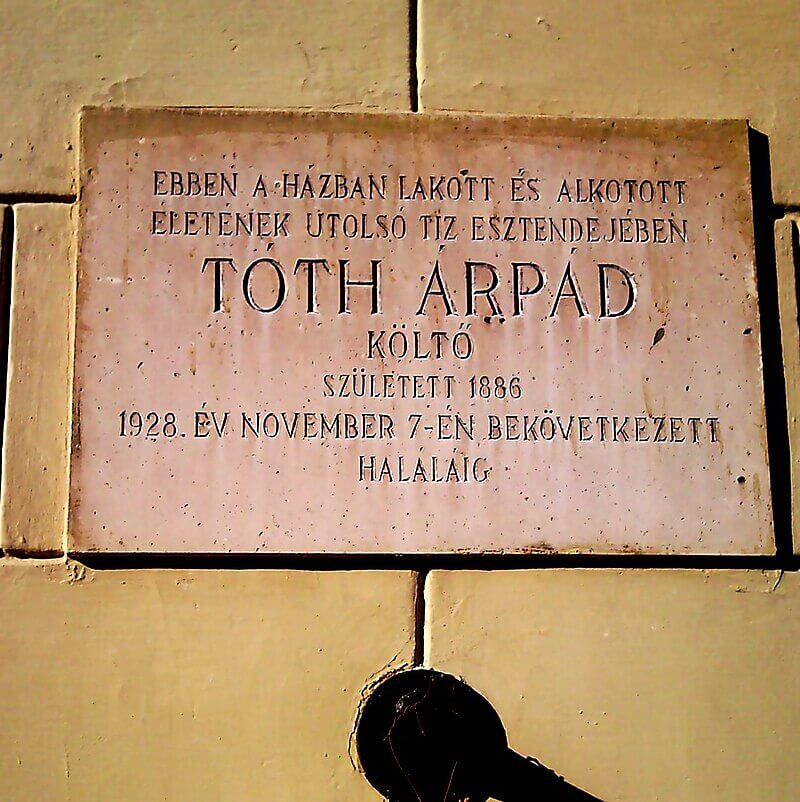 EBBEN A HÁZBAN LAKOTT ÉS ALKOTOTT
ÉLETÉNEK UTOLSÓ TÍZ ESZTENDEJÉBEN
TÓTH ÁRPÁD
KÖLTŐ
SZÜLETETT 1886
1928. ÉV NOVEMBER 7-ÉN BEKÖVETKEZETT
HALÁLÁIG